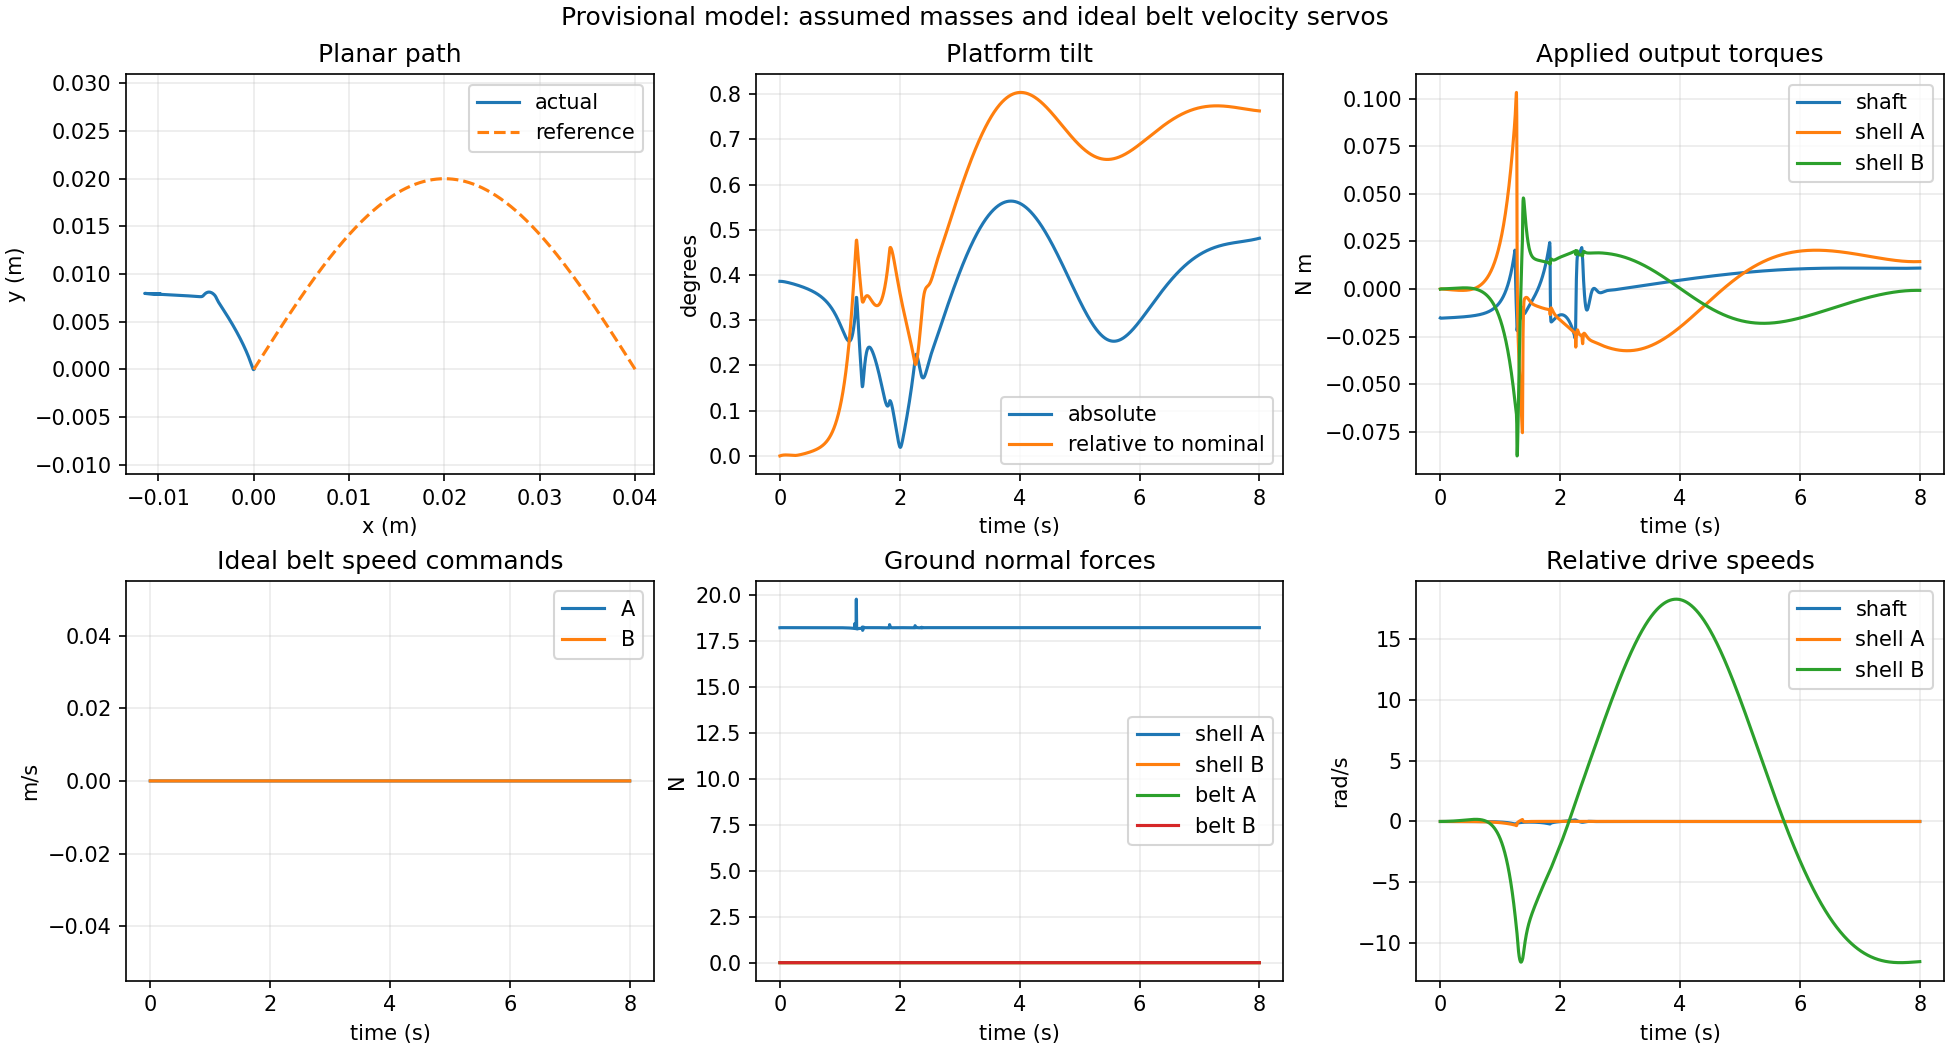 Provisional model: assumed masses and ideal belt velocity servos
Planar path
0.030
0.025
0.020
0.015
0.010
0.005
0.000
−0.005
−0.010
y (m)
actual
reference
−0.01
0.00
0.01
0.02
0.03
0.04
x (m)
Platform tilt
0.8
0.7
0.6
0.5
0.4
0.3
0.2
0.1
0.0
degrees
absolute
relative to nominal
0
2
4
6
8
time (s)
Applied output torques
0.100
0.075
0.050
0.025
0.000
−0.025
−0.050
−0.075
N m
shaft
shell A
shell B
0
2
4
6
8
time (s)
Ideal belt speed commands
0.04
0.02
0.00
−0.02
−0.04
m/s
A
B
0
2
4
6
8
time (s)
Ground normal forces
20.0
17.5
15.0
12.5
10.0
7.5
5.0
2.5
0.0
N
shell A
shell B
belt A
belt B
0
2
4
6
8
time (s)
Relative drive speeds
15
10
5
0
−5
−10
rad/s
shaft
shell A
shell B
0
2
4
6
8
time (s)